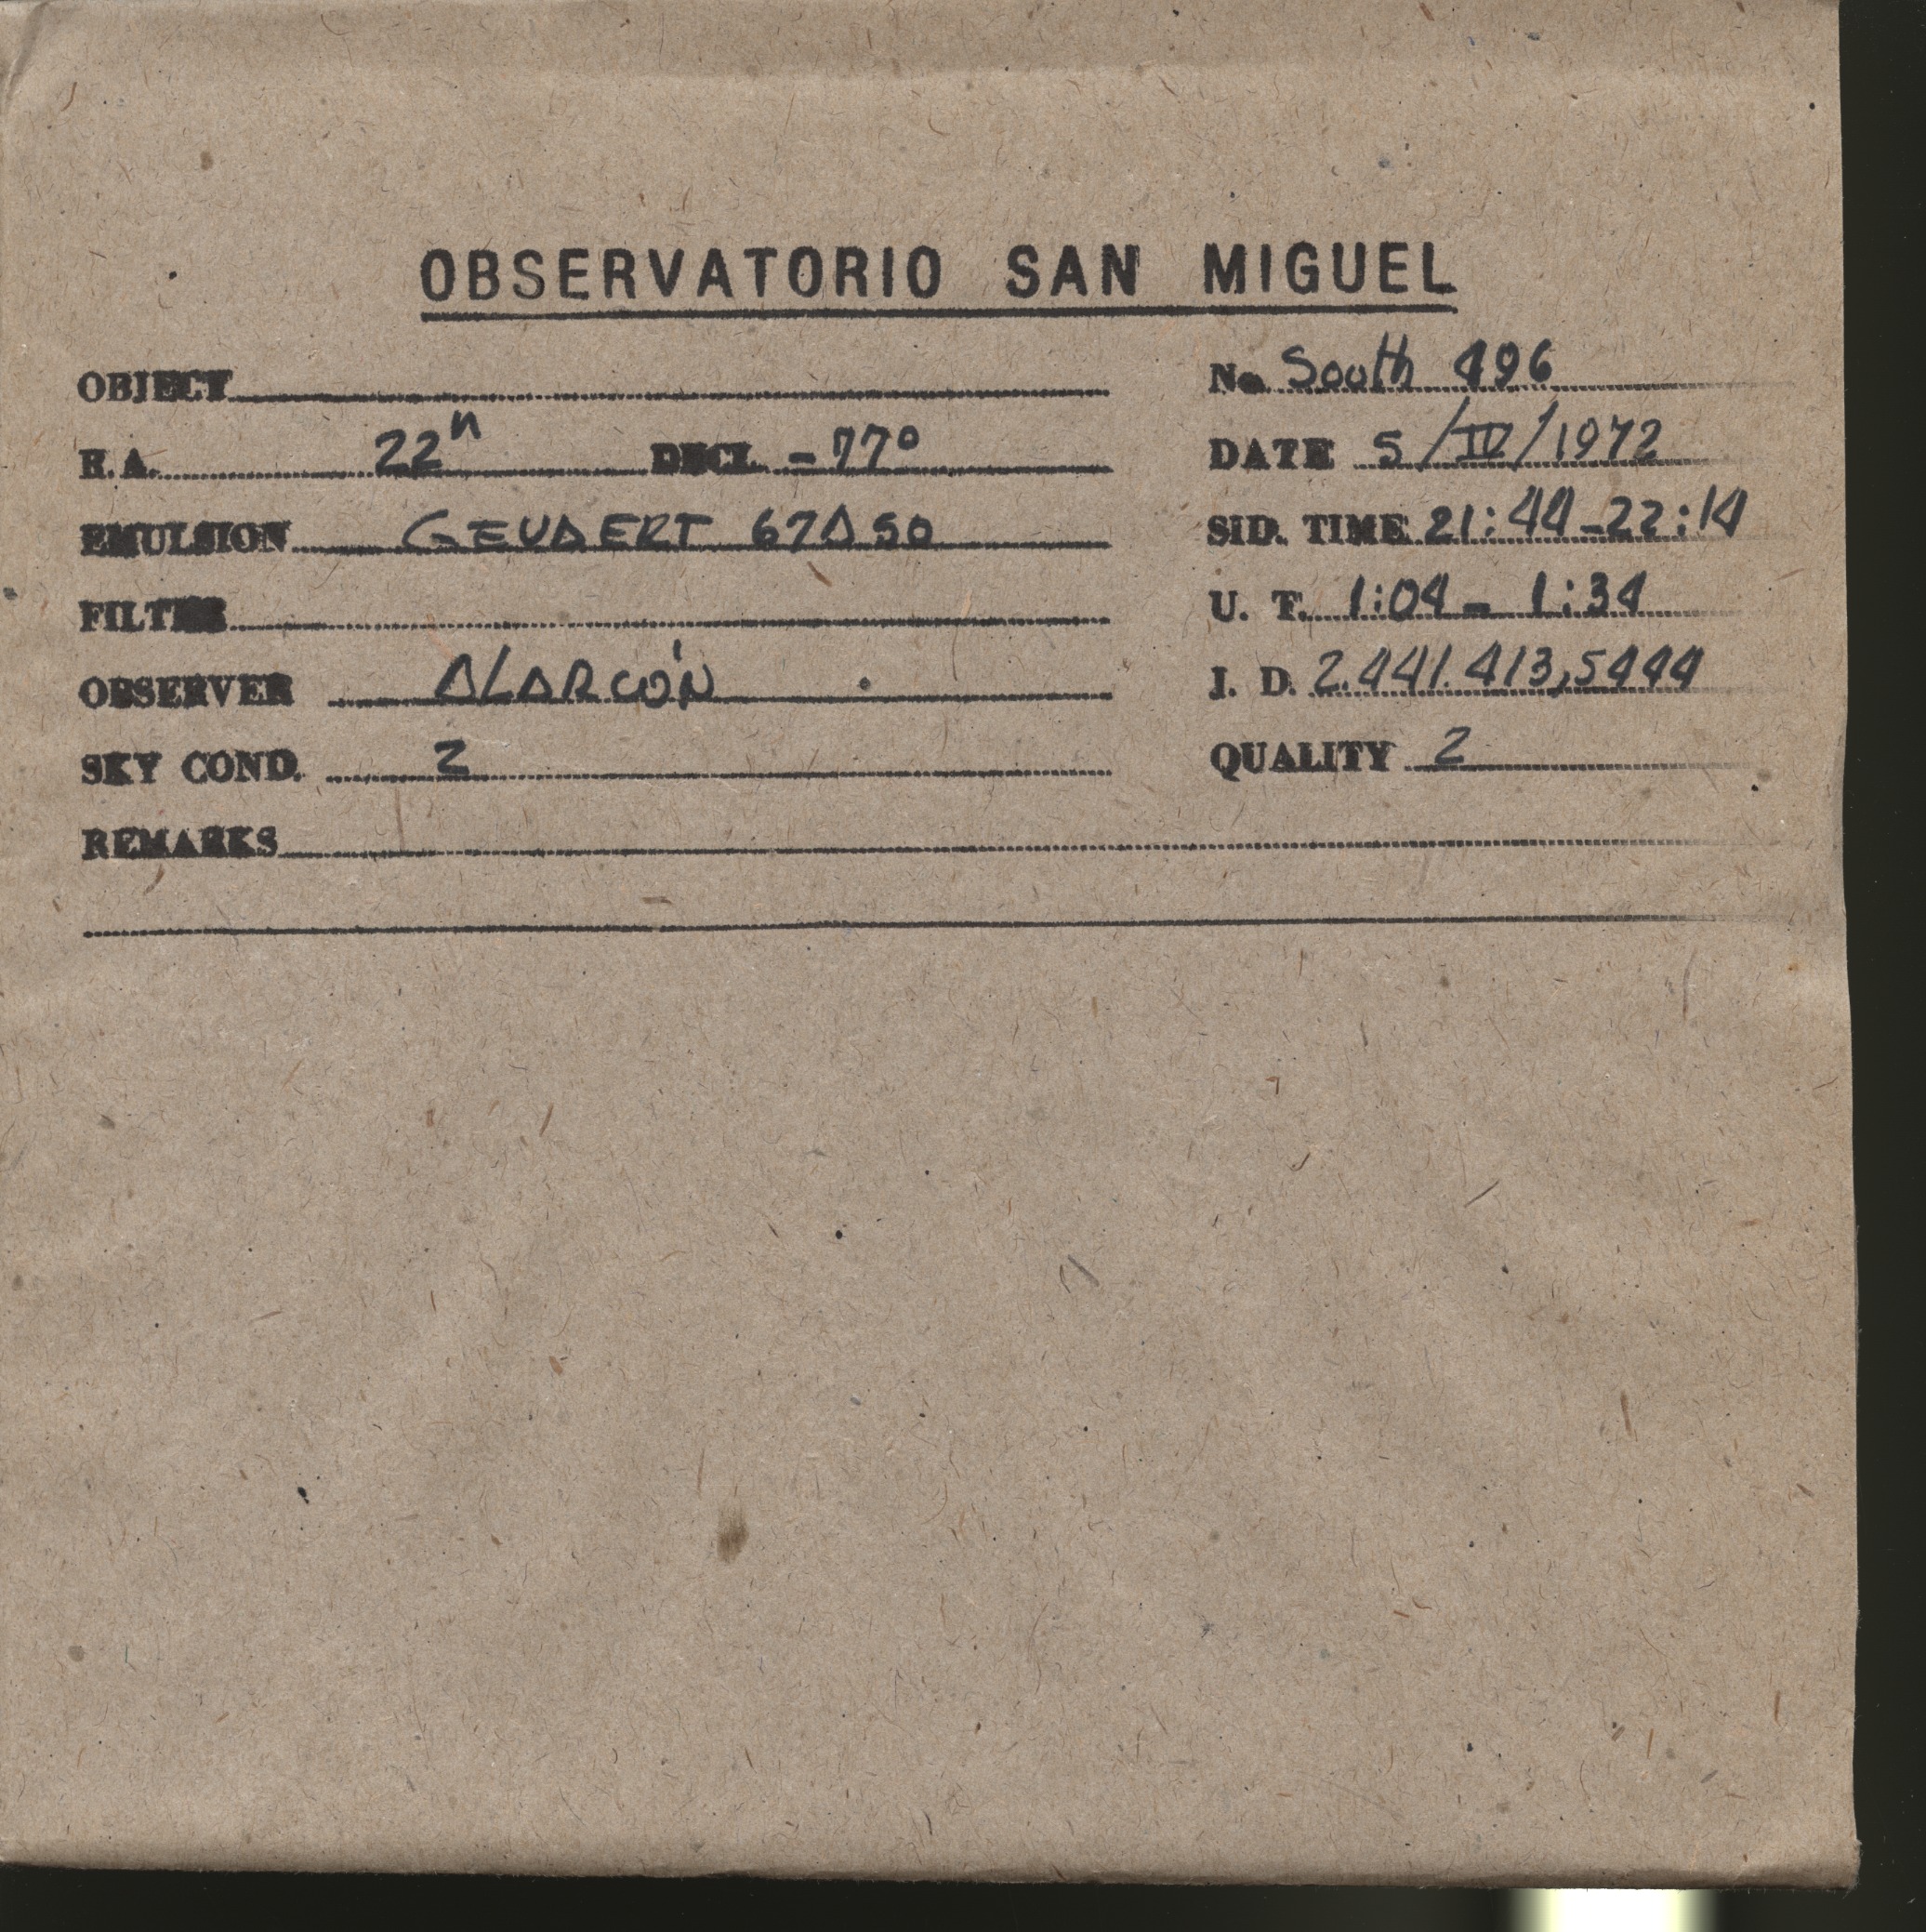 OBSERVATORIO SAN MIGUEL
OBJECT No. South 496
R.A. 22h DECL. -77°
DATE 5/IV/1972
EMULSION GEVAERT 67A50
SID. TIME 21:44-22:14
FILTER
U. T. 1:04 - 1:34
OBSERVER ALARCÓN
J. D. 2.441.413,5444
SKY COND. 2
QUALITY 2
REMARKS